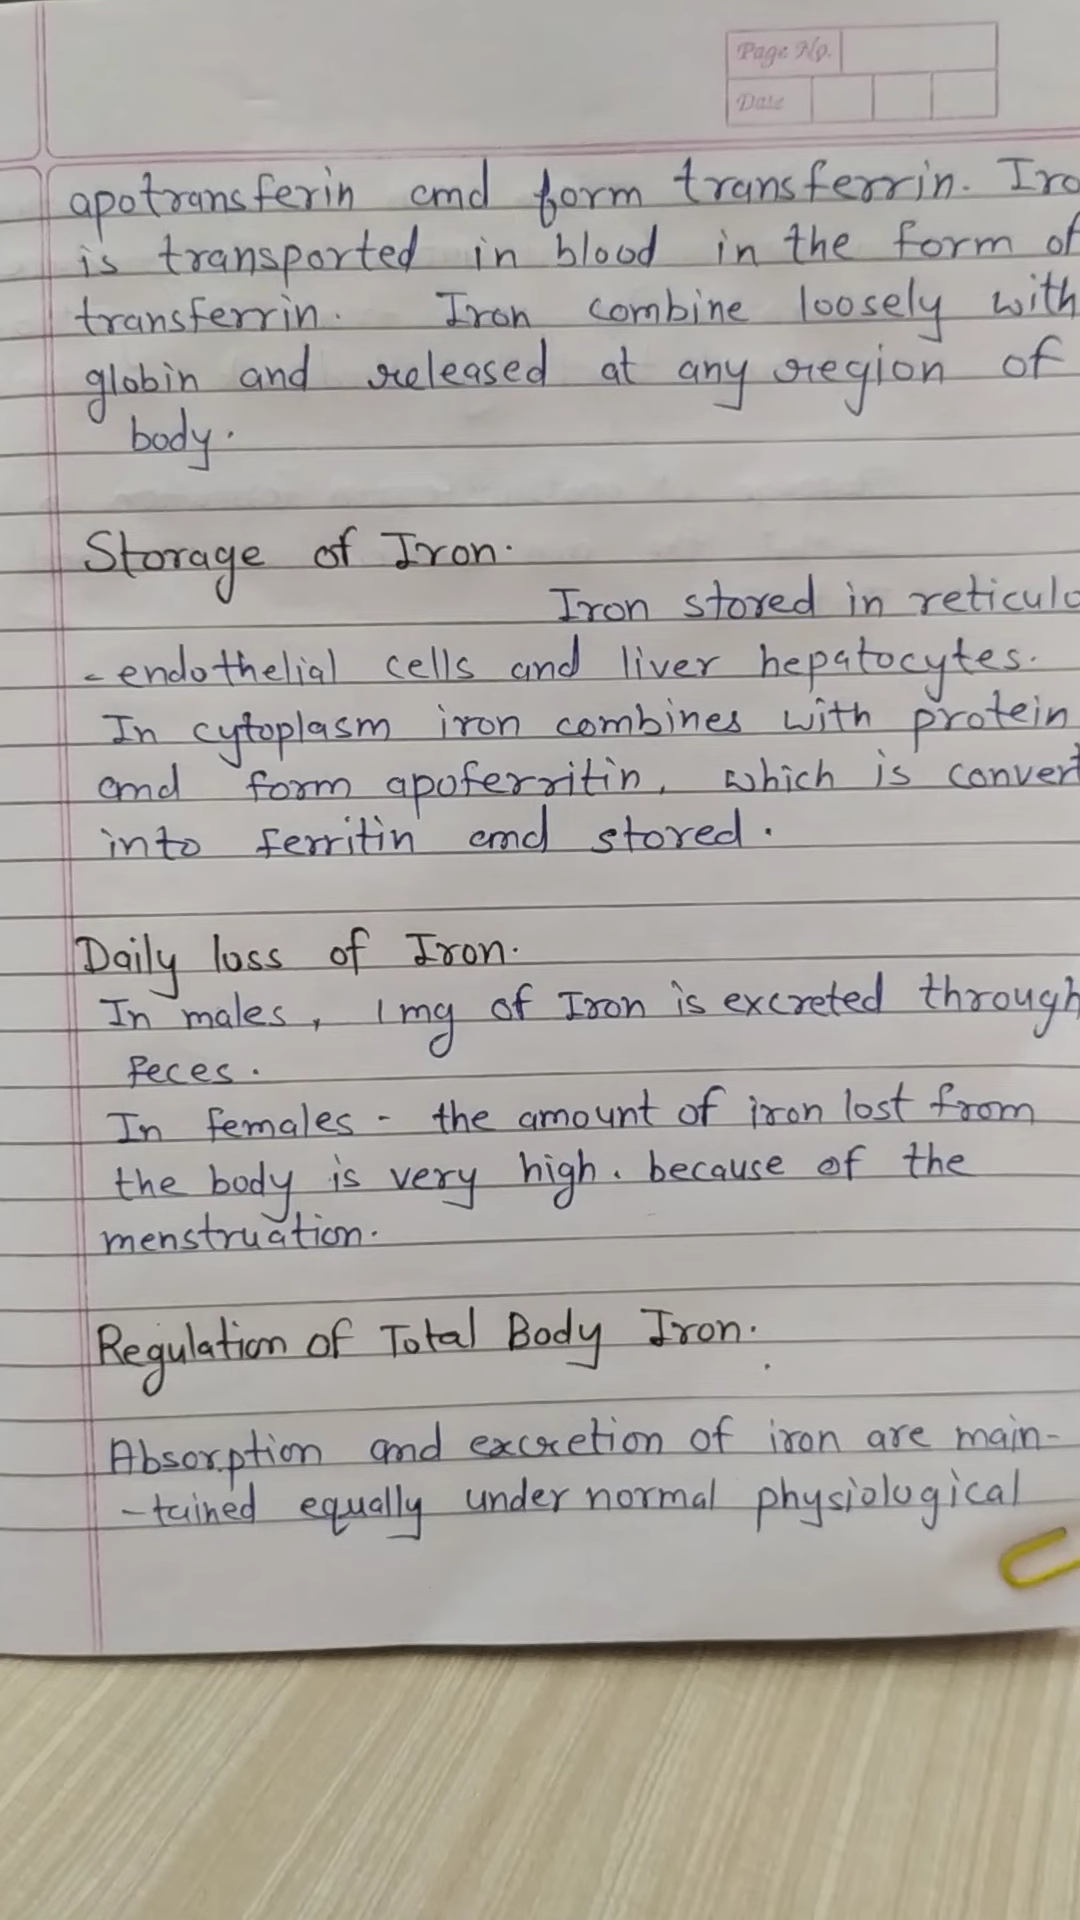 Page No.
Date
apotransferin and form transferrin. Iro
is transported in blood in the form of
transferrin. Iron combine loosely with
globin and released at any region of
body.
Storage of Iron.
Iron stored in reticulo
- endothelial cells and liver hepatocytes.
In cytoplasm iron combines with protein
and form apoferritin, which is convert
into ferritin and stored.
Daily loss of Iron.
In males, 1mg of Iron is excreted through
feces.
In females - the amount of iron lost from
the body is very high. because of the
menstruation.
Regulation of Total Body Iron.
Absorption and excretion of iron are main-
-tained equally under normal physiological